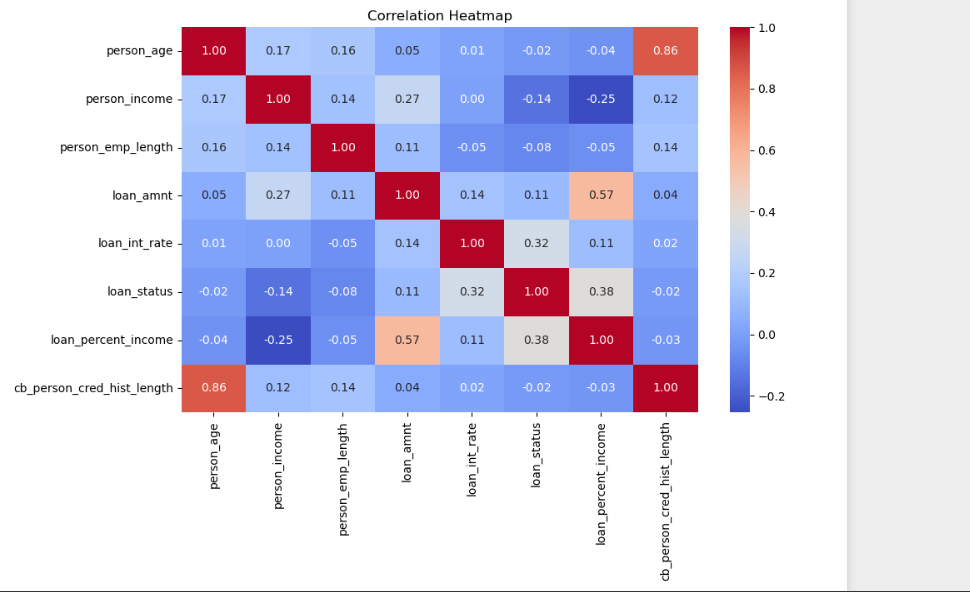 Correlation Heatmap
person_age 1.00 0.17 0.16 0.05 0.01 -0.02 -0.04 0.86
person_income 0.17 1.00 0.14 0.27 0.00 -0.14 -0.25 0.12
person_emp_length 0.16 0.14 1.00 0.11 -0.05 -0.08 -0.05 0.14
loan_amnt 0.05 0.27 0.11 1.00 0.14 0.11 0.57 0.04
loan_int_rate 0.01 0.00 -0.05 0.14 1.00 0.32 0.11 0.02
loan_status -0.02 -0.14 -0.08 0.11 0.32 1.00 0.38 -0.02
loan_percent_income -0.04 -0.25 -0.05 0.57 0.11 0.38 1.00 -0.03
cb_person_cred_hist_length 0.86 0.12 0.14 0.04 0.02 -0.02 -0.03 1.00
person_age
person_income
person_emp_length
loan_amnt
loan_int_rate
loan_status
loan_percent_income
cb_person_cred_hist_length
1.0
0.8
0.6
0.4
0.2
0.0
−0.2